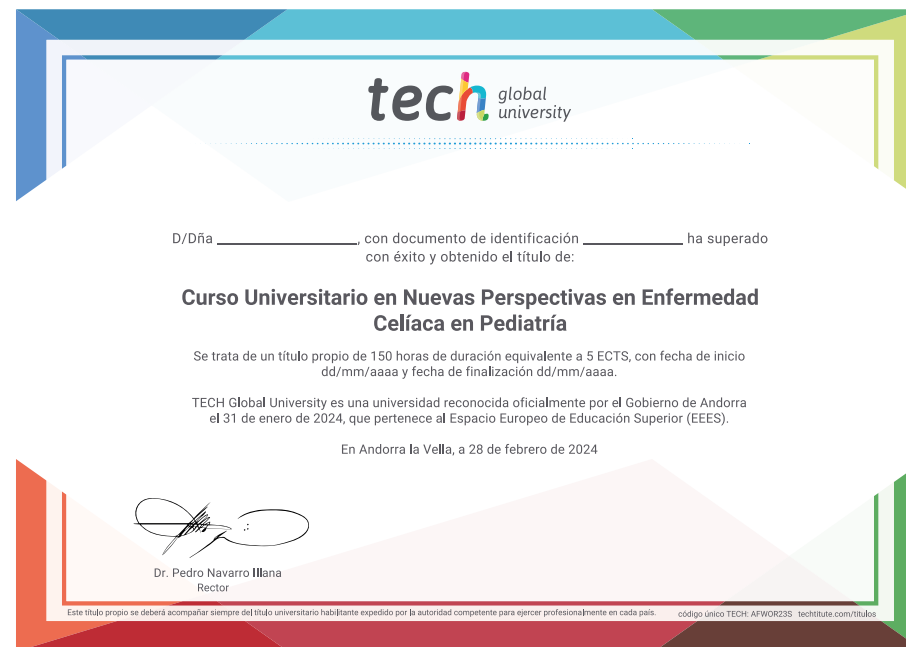 tech global university
D/Dña ____________________, con documento de identificación ______________ ha superado
con éxito y obtenido el título de:
Curso Universitario en Nuevas Perspectivas en Enfermedad
Celíaca en Pediatría
Se trata de un título propio de 150 horas de duración equivalente a 5 ECTS, con fecha de inicio
dd/mm/aaaa y fecha de finalización dd/mm/aaaa.
TECH Global University es una universidad reconocida oficialmente por el Gobierno de Andorra
el 31 de enero de 2024, que pertenece al Espacio Europeo de Educación Superior (EEES).
En Andorra la Vella, a 28 de febrero de 2024
Dr. Pedro Navarro Illana
Rector
Este título propio se deberá acompañar siempre del título universitario habilitante expedido por la autoridad competente para ejercer profesionalmente en cada país. código único TECH: AFWOR23S techtitute.com/titulos